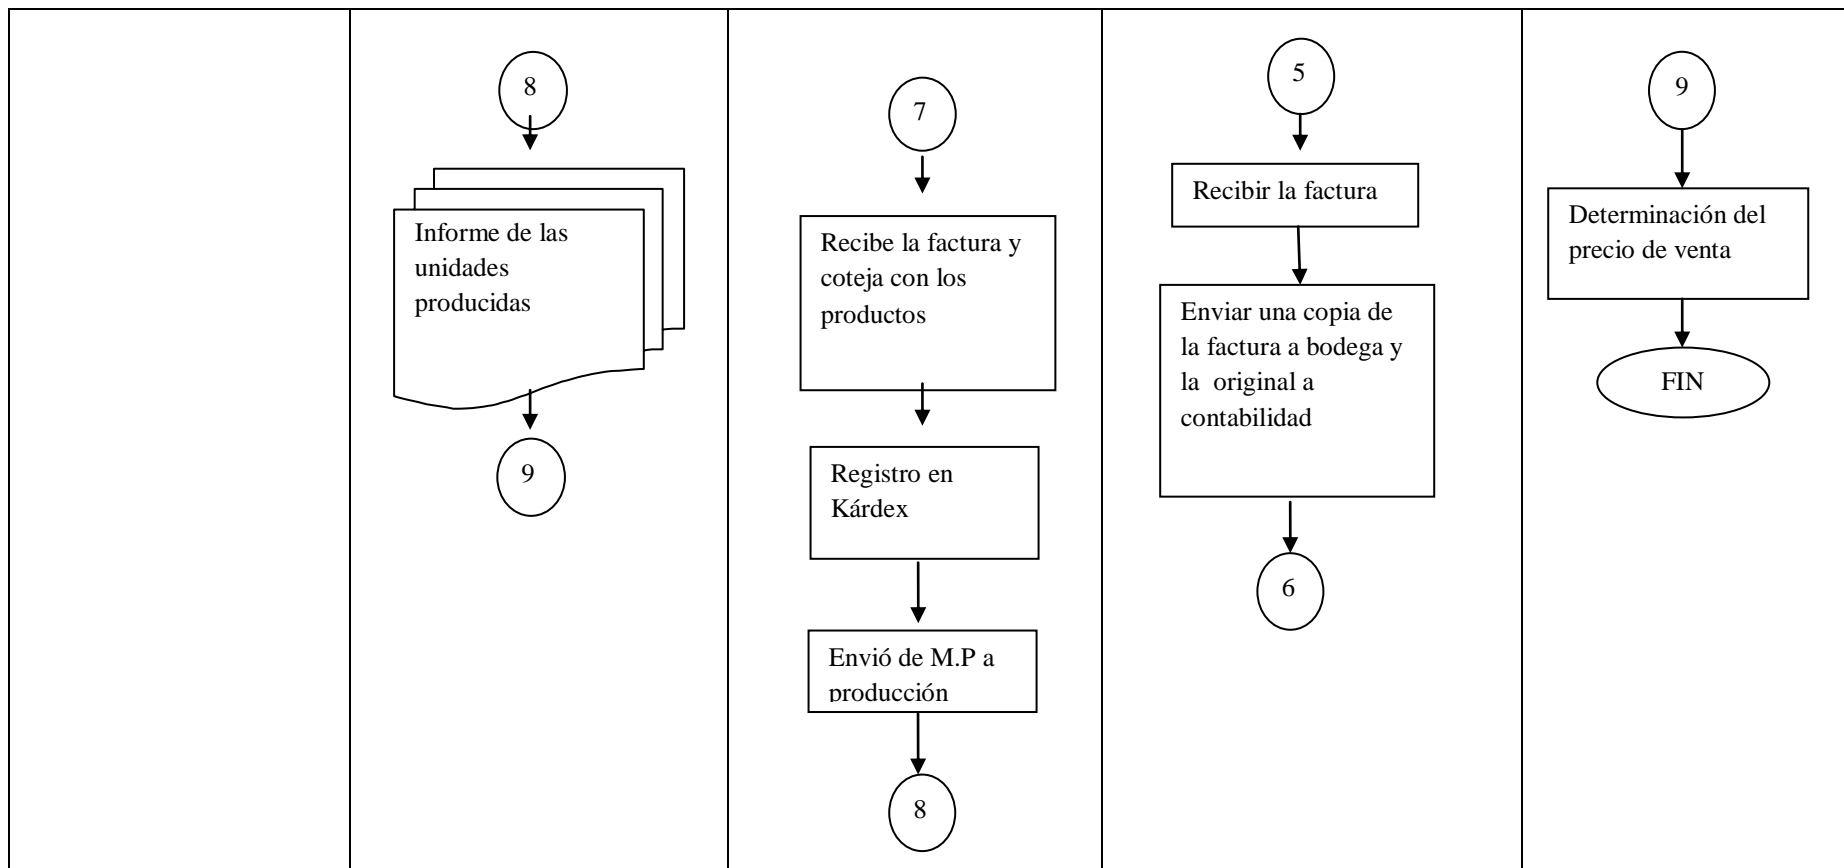 8
Informe de las
unidades
producidas
9
7
Recibe la factura y
coteja con los
productos
Registro en
Kárdex
Envió de M.P a
producción
8
5
Recibir la factura
Enviar una copia de
la factura a bodega y
la  original a
contabilidad
6
9
Determinación del
precio de venta
FIN